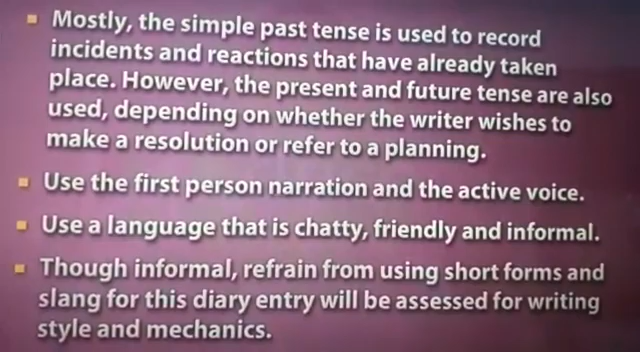 Mostly, the simple past tense is used to record
incidents and reactions that have already taken
place. However, the present and future tense are also
used, depending on whether the writer wishes to
make a resolution or refer to a planning.
Use the first person narration and the active voice.
Use a language that is chatty, friendly and informal.
Though informal, refrain from using short forms and
slang for this diary entry will be assessed for writing
style and mechanics.